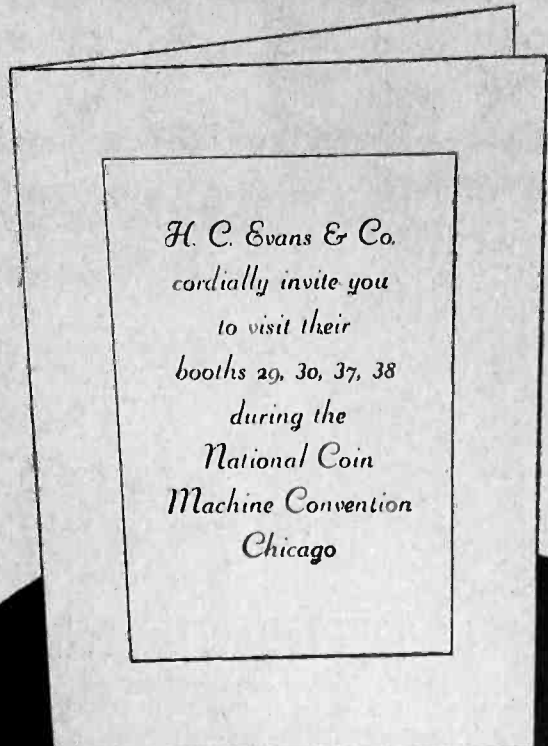 H. C. Evans & Co.
cordially invite you
to visit their
booths 29, 30, 37, 38
during the
National Coin
Machine Convention
Chicago